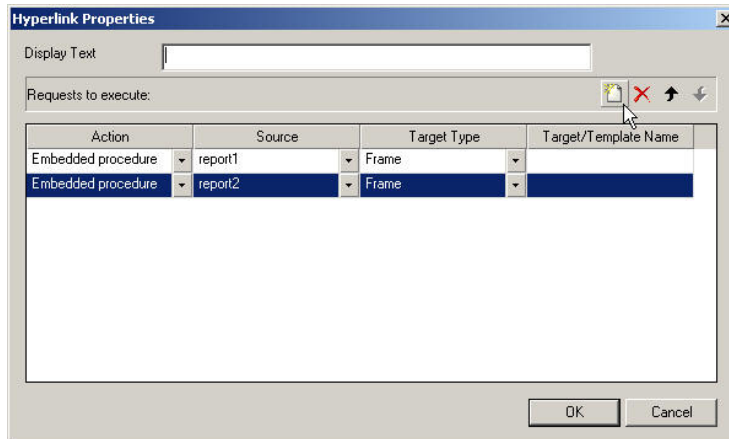 Hyperlink Properties
Display Text
Requests to execute:
Action Source Target Type Target/Template Name
Embedded procedure report1 Frame
Embedded procedure report2 Frame
OK Cancel